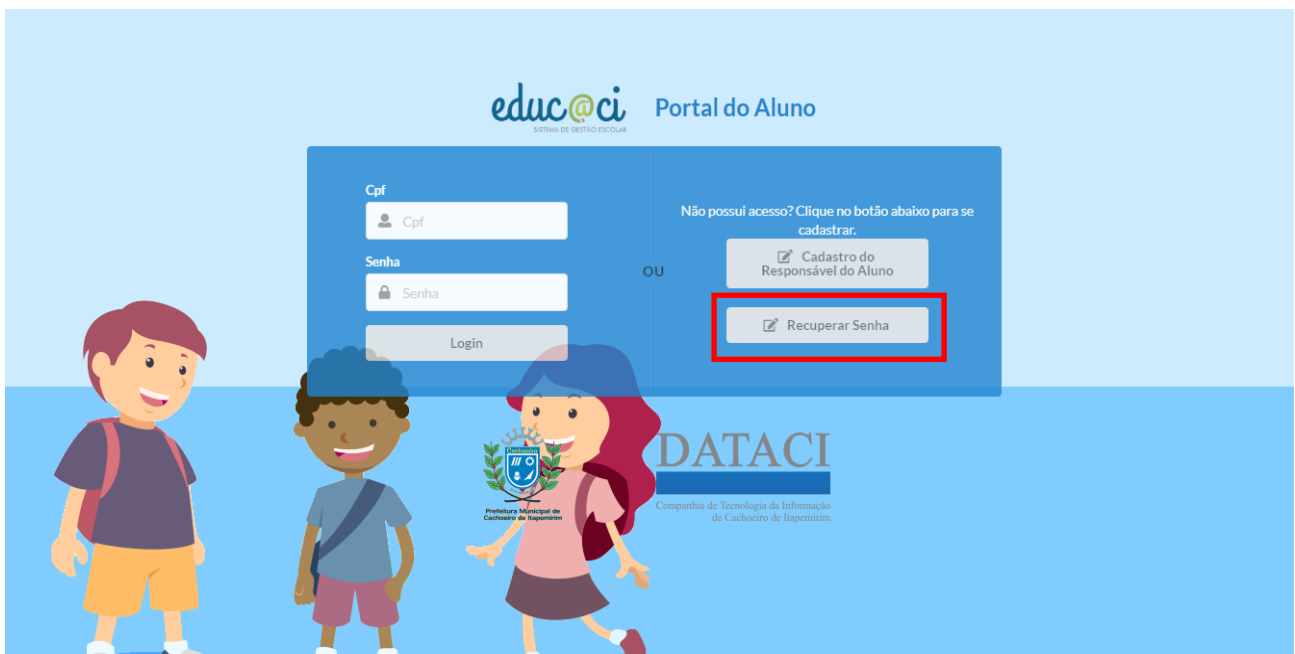 educ@ci
SISTEMA DE GESTÃO ESCOLAR
Portal do Aluno
Cpf
Cpf
Senha
Senha
Login
OU
Não possui acesso? Clique no botão abaixo para se
cadastrar.
Cadastro do
Responsável do Aluno
Recuperar Senha
Prefeitura Municipal de
Cachoeiro de Itapemirim
DATACI
Companhia de Tecnologia da Informação
de Cachoeiro de Itapemirim